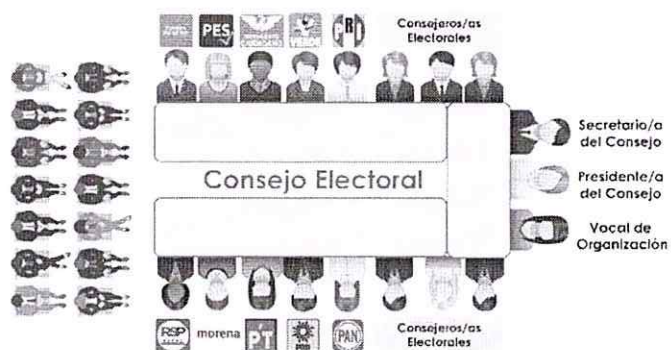 PES
Consejeros/as
Electorales
Consejo Electoral
Secretario/a
del Consejo
Presidente/a
del Consejo
Vocal de
Organización
RSP
morena
PT
PAN
Consejeros/as
Electorales